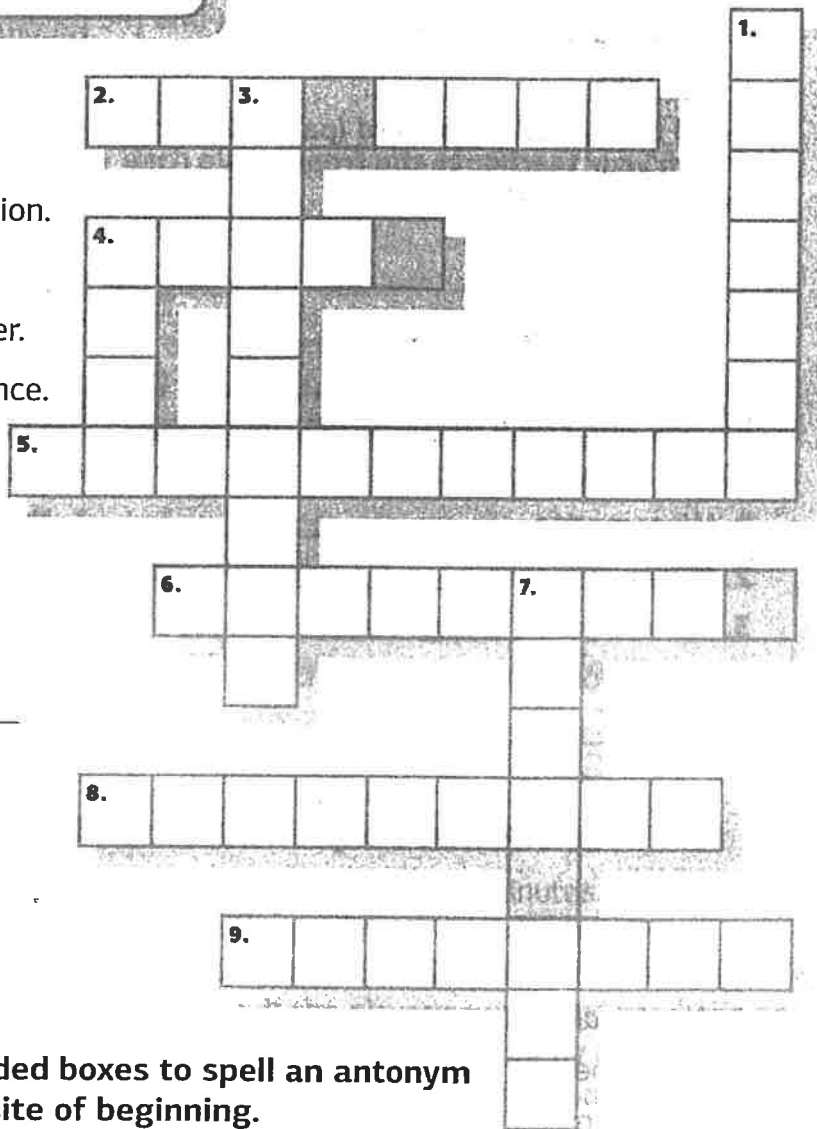 1.
2. 3.
ion.
4.
er.
nce.
5.
6. 7.
8.
9.
ded boxes to spell an antonym
ite of beginning.